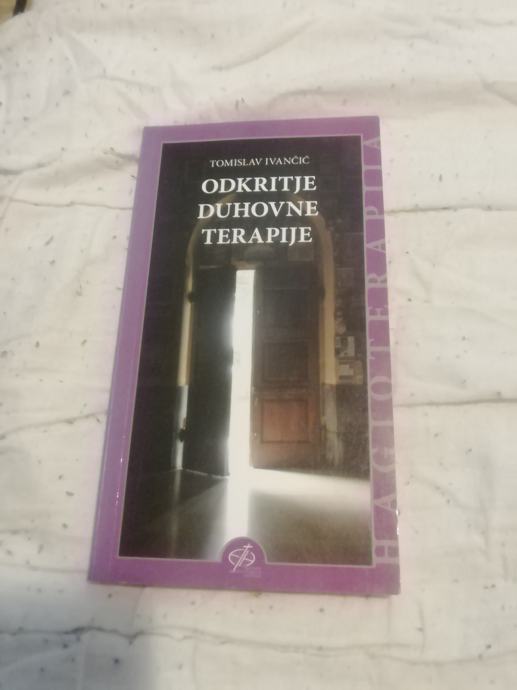 TOMISLAV IVANČIĆ
ODKRITJE
DUHOVNE
TERAPIJE
HAGIOTERAPIJA